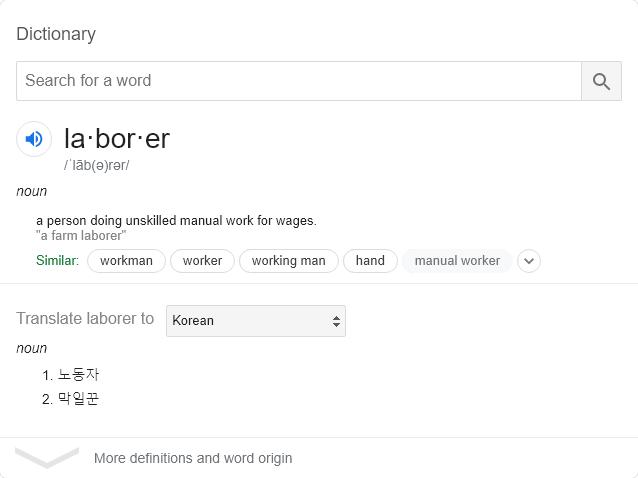 Dictionary
Search for a word
la·bor·er
/ˈlāb(ə)rər/
noun
a person doing unskilled manual work for wages.
"a farm laborer"
Similar: workman worker working man hand manual worker
Translate laborer to Korean
noun
1. 노동자
2. 막일꾼
More definitions and word origin